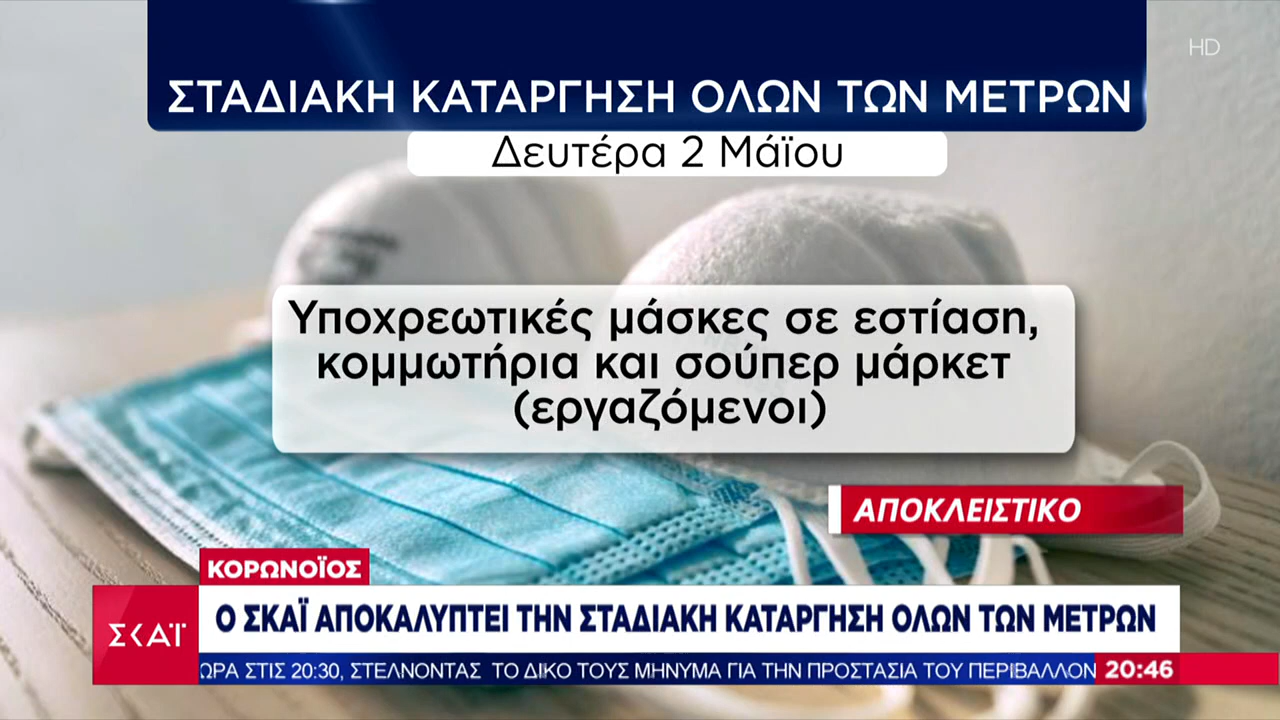 HD
ΣΤΑΔΙΑΚΗ ΚΑΤΑΡΓΗΣΗ ΟΛΩΝ ΤΩΝ ΜΕΤΡΩΝ
Δευτέρα 2 Μάϊου
Υποχρεωτικές μάσκες σε εστίαση,
κομμωτήρια και σούπερ μάρκετ
(εργαζόμενοι)
ΑΠΟΚΛΕΙΣΤΙΚΟ
ΚΟΡΩΝΟΪΟΣ
ΣΚΑΪ
Ο ΣΚΑΪ ΑΠΟΚΑΛΥΠΤΕΙ ΤΗΝ ΣΤΑΔΙΑΚΗ ΚΑΤΑΡΓΗΣΗ ΟΛΩΝ ΤΩΝ ΜΕΤΡΩΝ
ΩΡΑ ΣΤΙΣ 20:30, ΣΤΕΛΝΟΝΤΑΣ ΤΟ ΔΙΚΟ ΤΟΥΣ ΜΗΝΥΜΑ ΓΙΑ ΤΗΝ ΠΡΟΣΤΑΣΙΑ ΤΟΥ ΠΕΡΙΒΑΛΛΟΝ
20:46